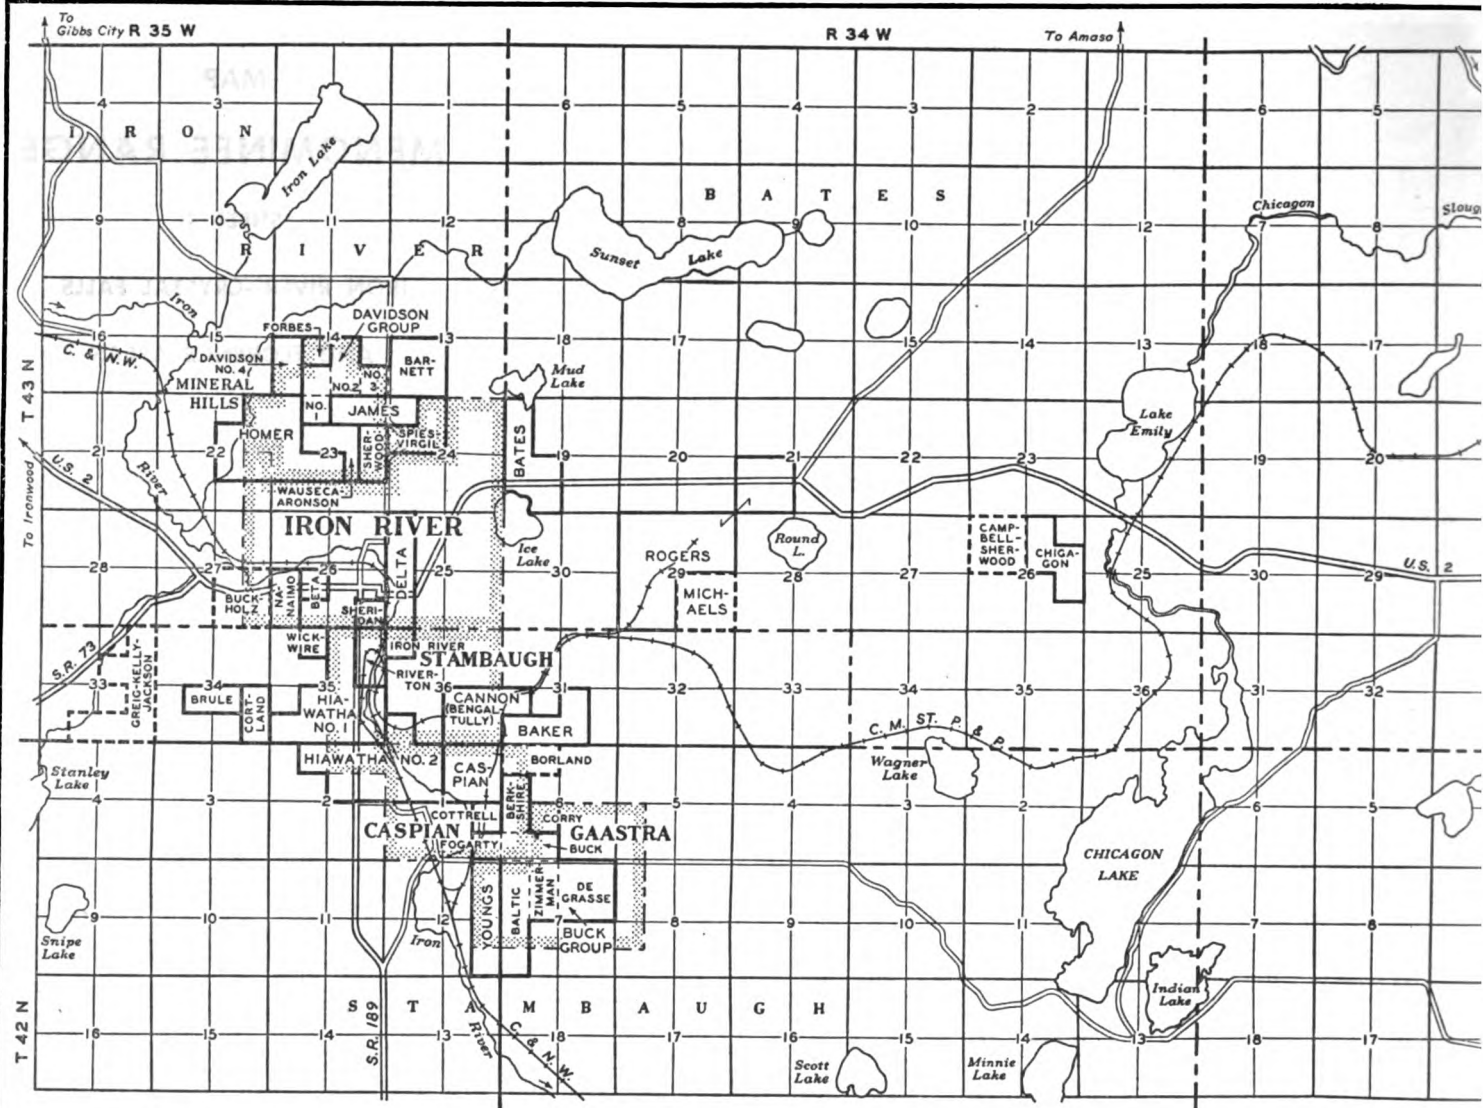 To
Gibbs City R 35 W
R 34 W
To Amasa
MAP
MENOMINEE RANGE
IRON RIVER-CRYSTAL FALLS
4 3 1 6 5 4 3 2 1 6 5
I R O N
Iron Lake
B A T E S
9 10 11 12 8 9 10 11 12 7 8
Chicagon
Sloug
R I V E R
Sunset Lake
Iron
FORBES
DAVIDSON
GROUP
16 15 14 13 18 17 15 14 13 18 17
C. & N.W.
DAVIDSON
NO. 4
NO.2
NO.
3
BAR-
NETT
Mud
Lake
MINERAL
HILLS
T 43 N
NO.
1
JAMES
Lake
Emily
HOMER
SHER-
WOOD
SPIES-
VIRGIL
BATES
21 22 23 24 19 20 21 22 23 19 20
To Ironwood
U.S. 2
River
WAUSECA-
ARONSON
IRON RIVER
DELTA
Ice
Lake
ROGERS
Round
L.
CAMP-
BELL-
SHER-
WOOD
CHIGA-
GON
28 27 26 25 30 29 28 27 26 25 30 29
U.S. 2
BUCK-
HOLZ
NA-
NAIMO
BETA
SHERI-
DAN
MICH-
AELS
S.R. 73
GREIG-KELLY-
JACKSON
WICK-
WIRE
IRON RIVER
STAMBAUGH
RIVER-
TON
33 34 35 36 31 32 33 34 35 36 31 32
BRULE
CORT-
LAND
HIA-
WATHA
NO. 1
CANNON
(BENGAL-
TULLY)
BAKER
C. M. ST. P. & P.
HIAWATHA NO. 2
CAS-
PIAN
BORLAND
Wagner
Lake
Stanley
Lake
4 3 2 6 5 4 3 2 6 5
BERK-
SHIRE
COTTRELL
CORRY
CASPIAN
GAASTRA
FOGARTY
BUCK
CHICAGON
LAKE
YOUNGS
BALTIC
ZIMMER-
MAN
DE
GRASSE
9 10 11 12 7 8 9 10 11 7 8
BUCK
GROUP
Snipe
Lake
Iron
Indian
Lake
S T A M B A U G H
T 42 N
S.R. 189
River
C. & N.W.
16 15 14 13 18 17 16 15 14 13 18 17
Scott
Lake
Minnie
Lake